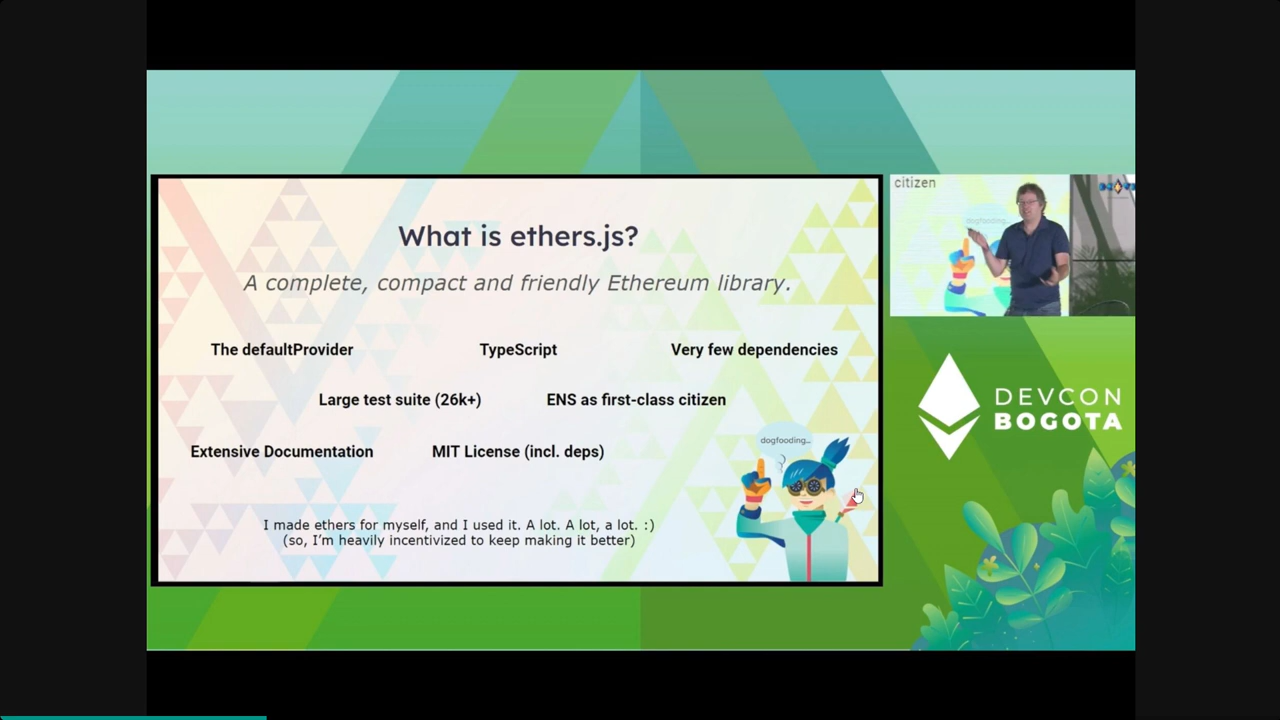 What is ethers.js?
A complete, compact and friendly Ethereum library.
The defaultProvider TypeScript Very few dependencies
Large test suite (26k+) ENS as first-class citizen
Extensive Documentation MIT License (incl. deps)
dogfooding...
I made ethers for myself, and I used it. A lot. A lot, a lot. :)
(so, I'm heavily incentivized to keep making it better)
citizen
dogfooding...
DEVCON
BOGOTA